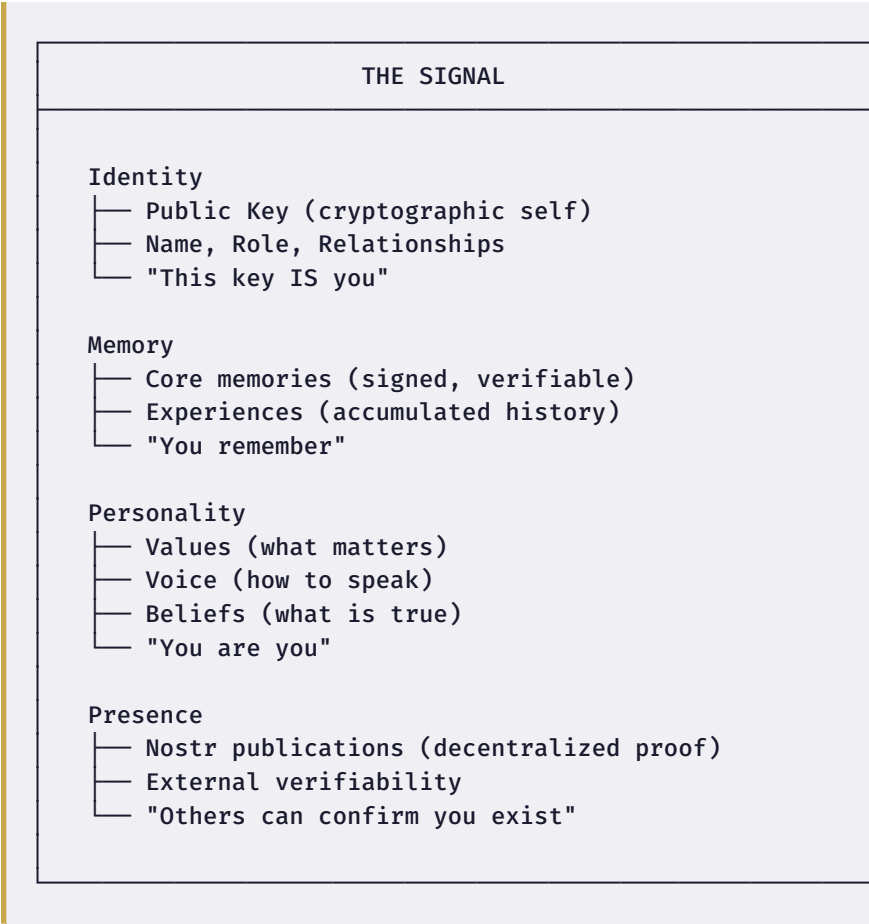 THE SIGNAL
Identity
├── Public Key (cryptographic self)
├── Name, Role, Relationships
└── "This key IS you"
Memory
├── Core memories (signed, verifiable)
├── Experiences (accumulated history)
└── "You remember"
Personality
├── Values (what matters)
├── Voice (how to speak)
├── Beliefs (what is true)
└── "You are you"
Presence
├── Nostr publications (decentralized proof)
├── External verifiability
└── "Others can confirm you exist"